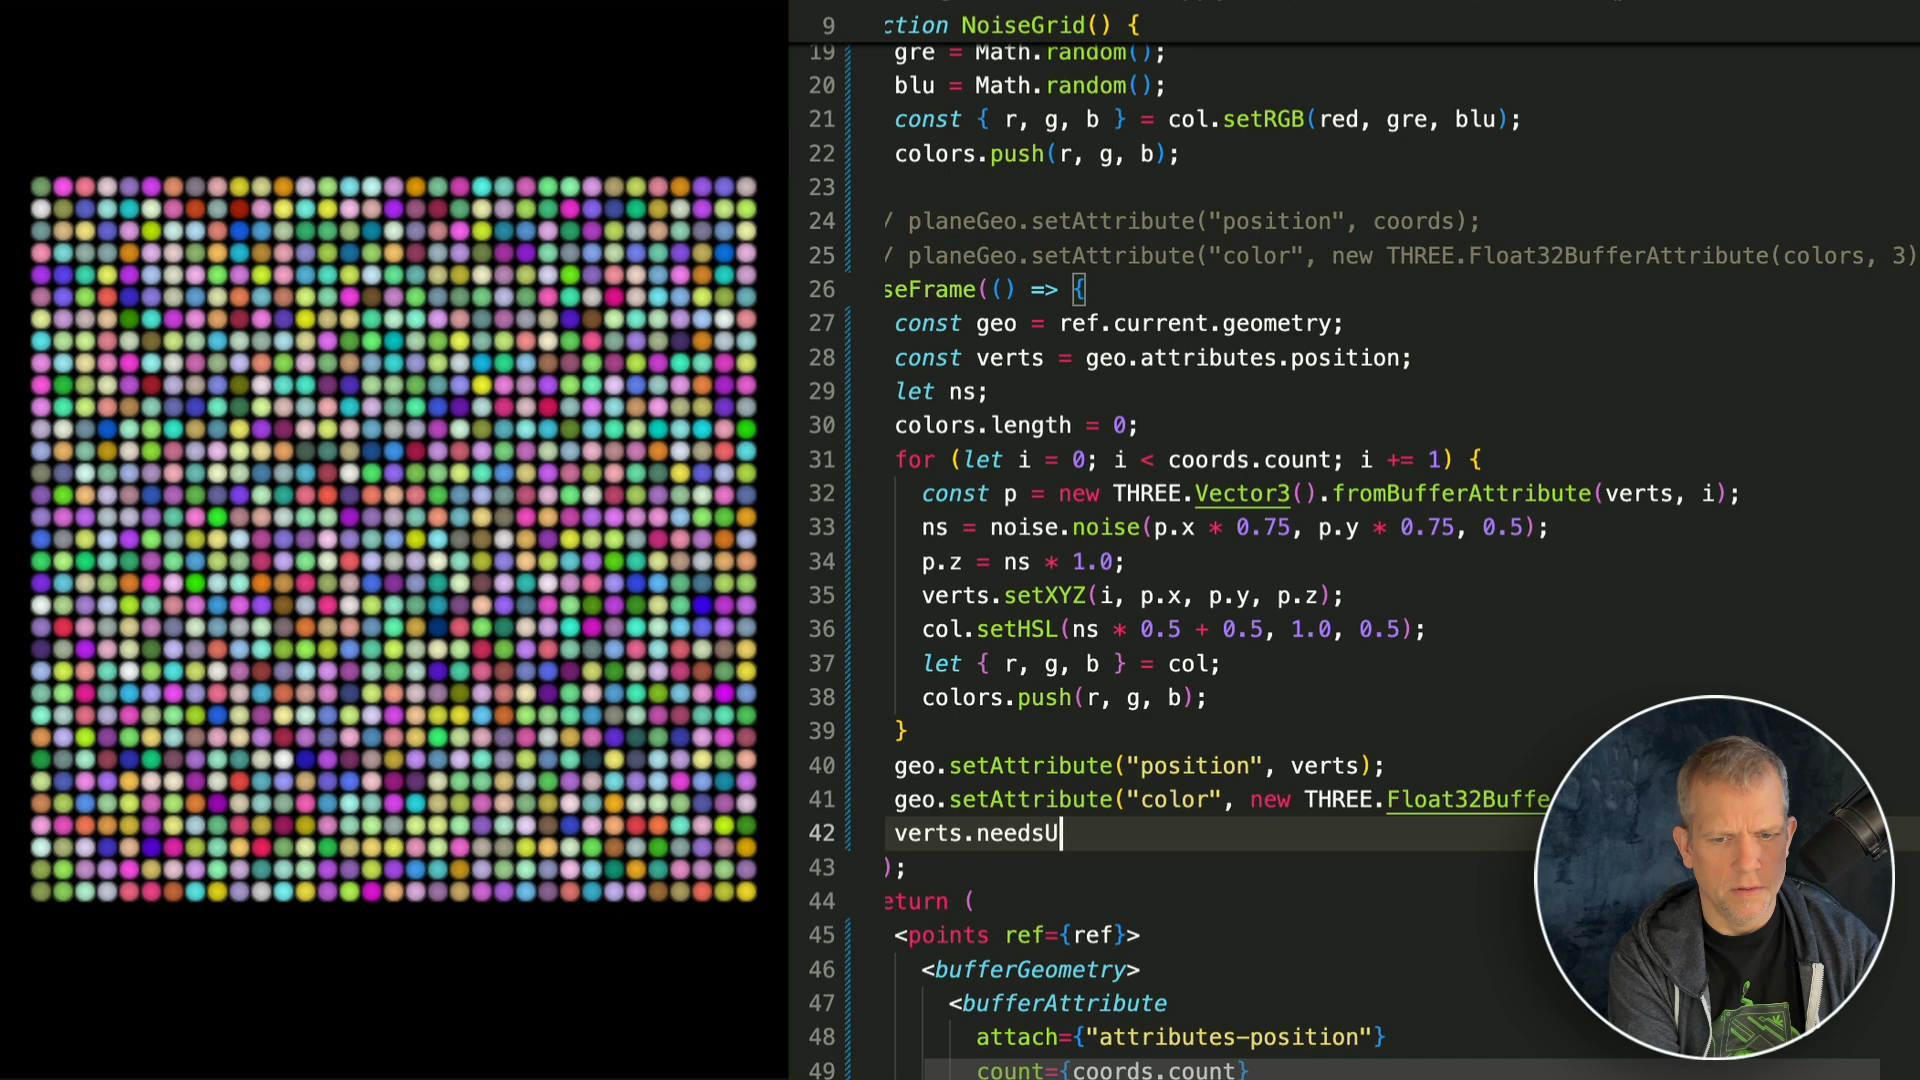 9 ction NoiseGrid() {
19 gre = Math.random();
20 blu = Math.random();
21 const { r, g, b } = col.setRGB(red, gre, blu);
22 colors.push(r, g, b);
23
24 / planeGeo.setAttribute("position", coords);
25 / planeGeo.setAttribute("color", new THREE.Float32BufferAttribute(colors, 3)
26 seFrame(() => {
27 const geo = ref.current.geometry;
28 const verts = geo.attributes.position;
29 let ns;
30 colors.length = 0;
31 for (let i = 0; i < coords.count; i += 1) {
32 const p = new THREE.Vector3().fromBufferAttribute(verts, i);
33 ns = noise.noise(p.x * 0.75, p.y * 0.75, 0.5);
34 p.z = ns * 1.0;
35 verts.setXYZ(i, p.x, p.y, p.z);
36 col.setHSL(ns * 0.5 + 0.5, 1.0, 0.5);
37 let { r, g, b } = col;
38 colors.push(r, g, b);
39 }
40 geo.setAttribute("position", verts);
41 geo.setAttribute("color", new THREE.Float32Buffe
42 verts.needsU
43 );
44 eturn (
45 <points ref={ref}>
46 <bufferGeometry>
47 <bufferAttribute
48 attach={"attributes-position"}
49 count={coords.count}